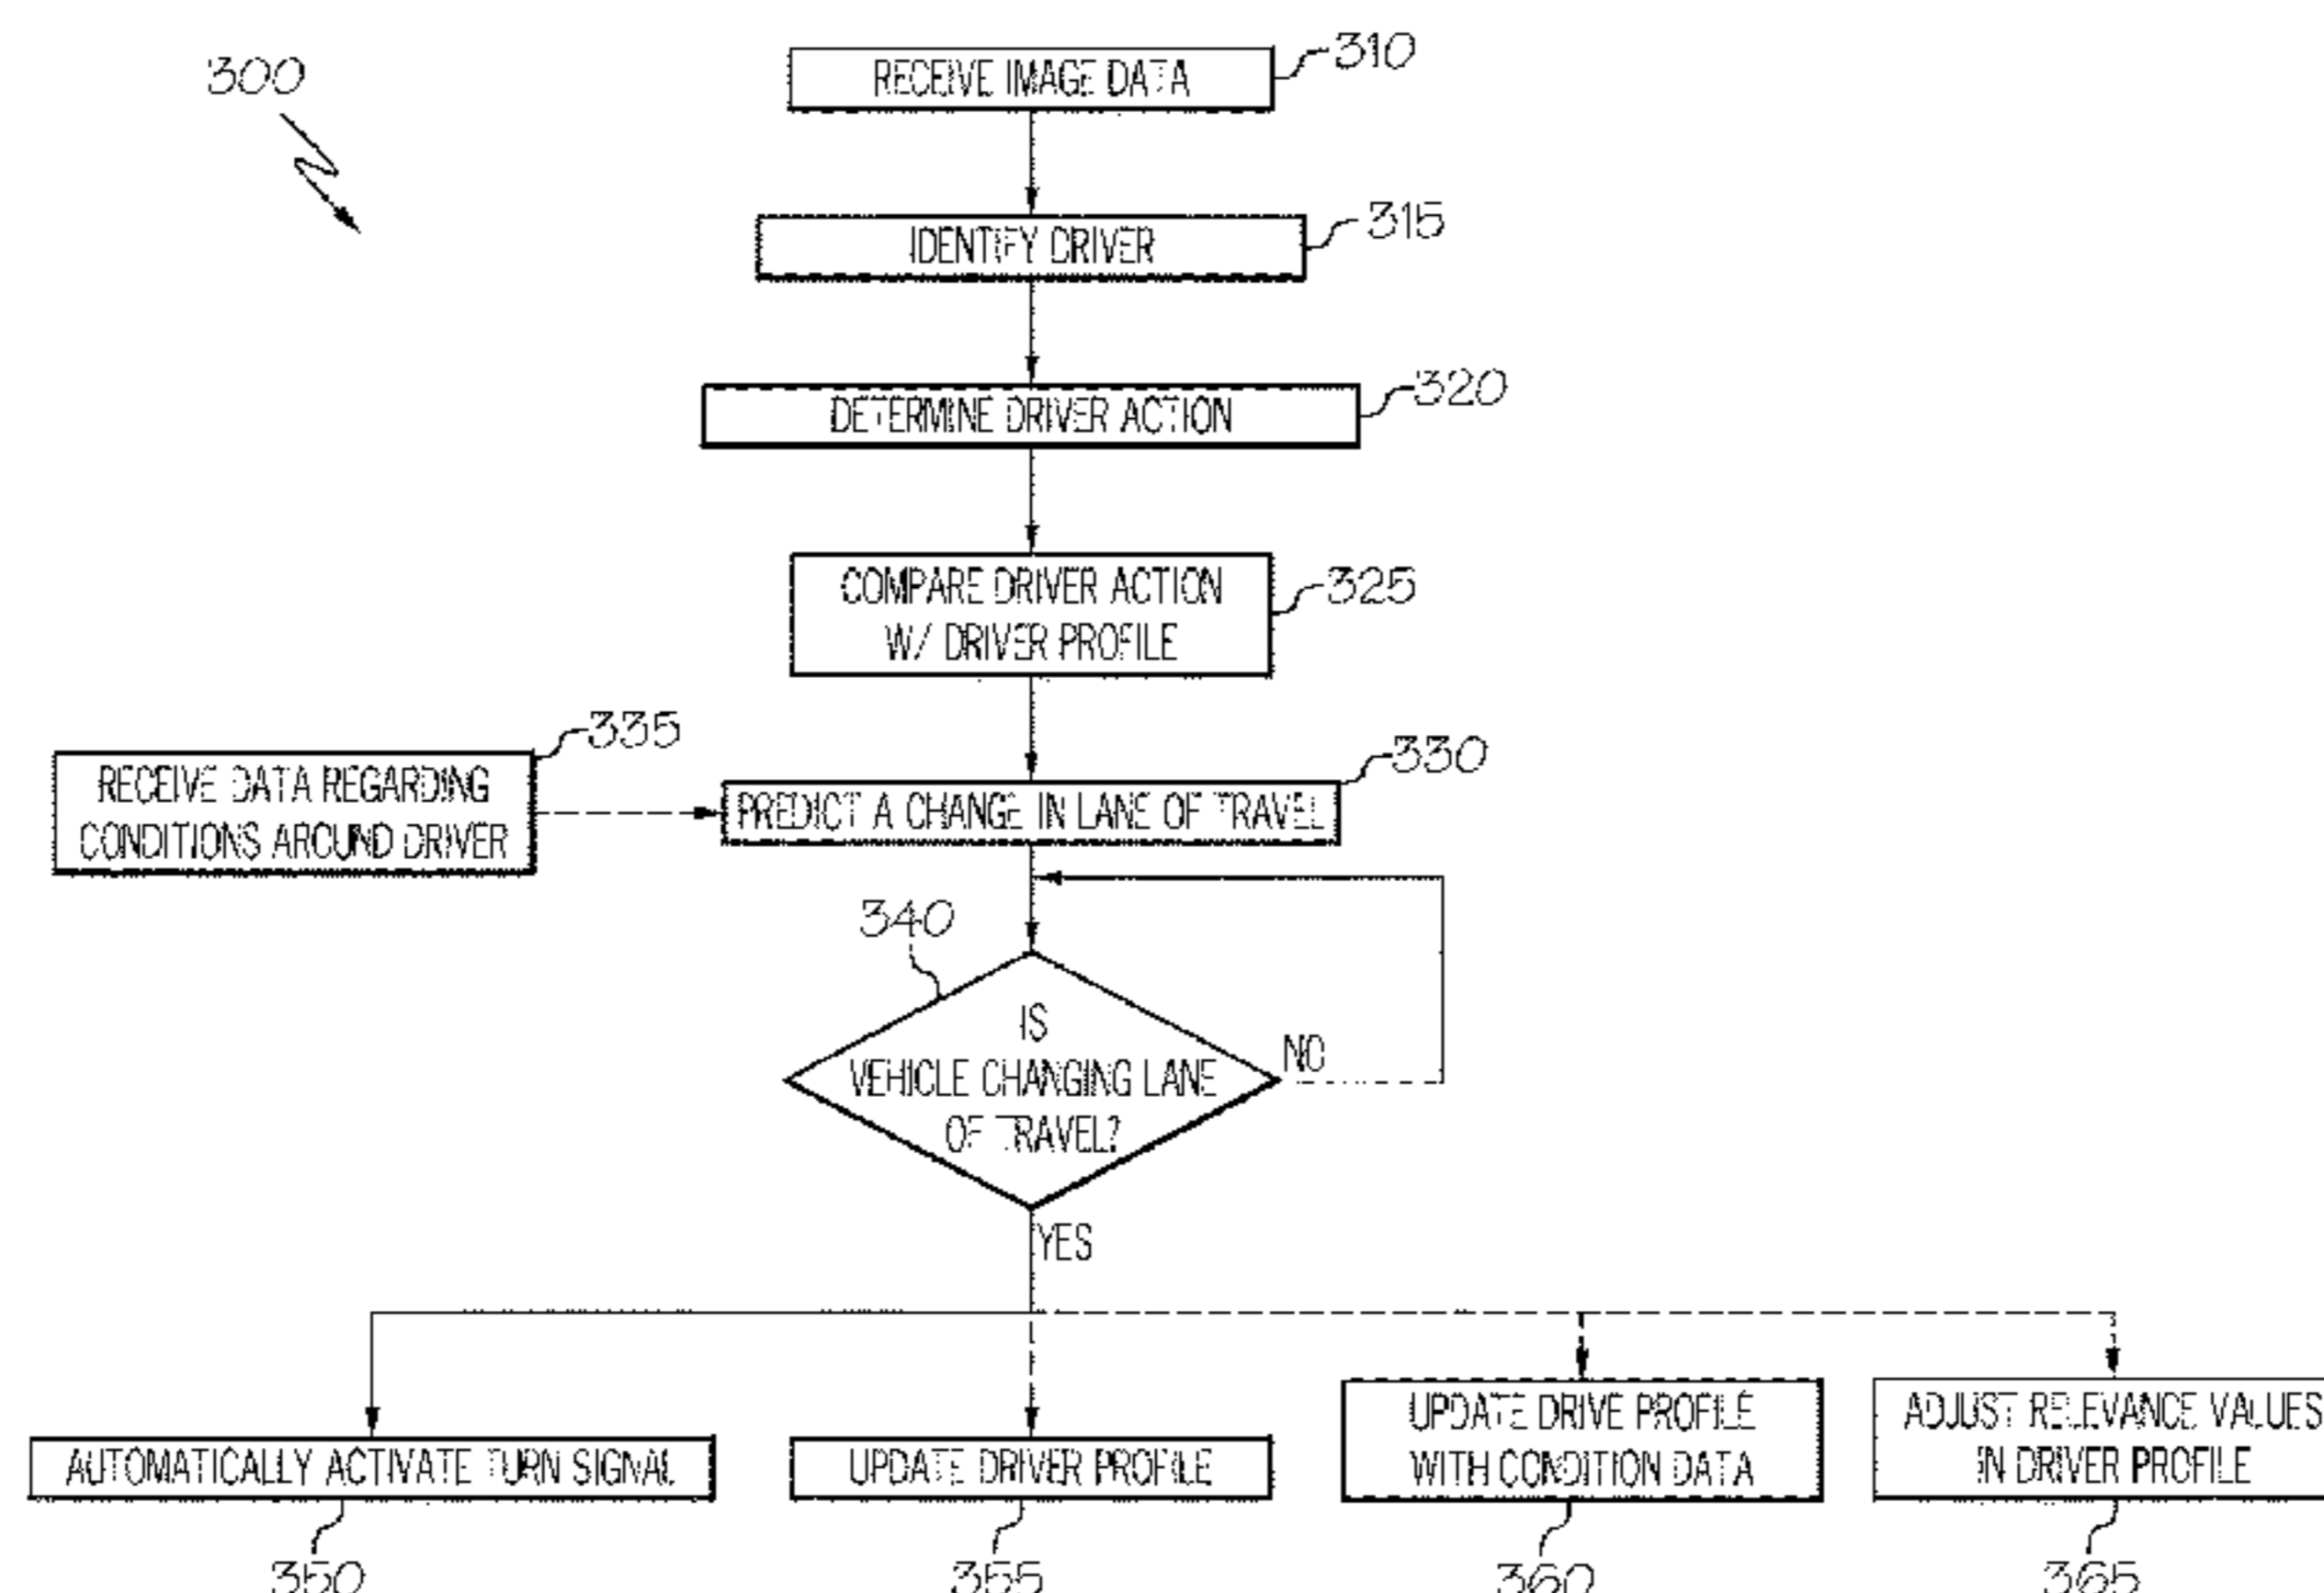 300
RECEIVE IMAGE DATA
310
IDENTIFY DRIVER
315
DETERMINE DRIVER ACTION
320
COMPARE DRIVER ACTION
W/ DRIVER PROFILE
325
RECEIVE DATA REGARDING
CONDITIONS AROUND DRIVER
335
PREDICT A CHANGE IN LANE OF TRAVEL
330
340
IS
VEHICLE CHANGING LANE
OF TRAVEL?
NO
YES
AUTOMATICALLY ACTIVATE TURN SIGNAL
350
UPDATE DRIVER PROFILE
355
UPDATE DRIVE PROFILE
WITH CONDITION DATA
360
ADJUST RELEVANCE VALUES
IN DRIVER PROFILE
365